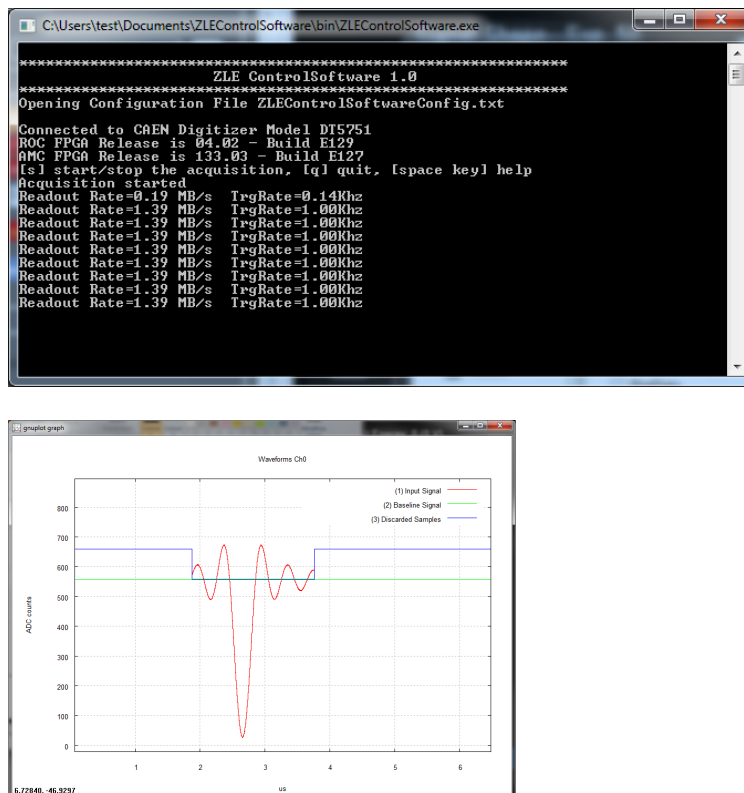 C:\Users\test\Documents\ZLEControlSoftware\bin\ZLEControlSoftware.exe
**************************************************************
ZLE ControlSoftware 1.0
**************************************************************
Opening Configuration File ZLEControlSoftwareConfig.txt
Connected to CAEN Digitizer Model DT5751
ROC FPGA Release is 04.02 - Build E129
AMC FPGA Release is 133.03 - Build E127
[s] start/stop the acquisition, [q] quit, [space key] help
Acquisition started
Readout Rate=0.19 MB/s  TrgRate=0.14Khz
Readout Rate=1.39 MB/s  TrgRate=1.00Khz
Readout Rate=1.39 MB/s  TrgRate=1.00Khz
Readout Rate=1.39 MB/s  TrgRate=1.00Khz
Readout Rate=1.39 MB/s  TrgRate=1.00Khz
Readout Rate=1.39 MB/s  TrgRate=1.00Khz
Readout Rate=1.39 MB/s  TrgRate=1.00Khz
Readout Rate=1.39 MB/s  TrgRate=1.00Khz
Readout Rate=1.39 MB/s  TrgRate=1.00Khz
gnuplot graph
Waveforms Ch0
(1) Input Signal
(2) Baseline Signal
(3) Discarded Samples
800
700
600
500
400
300
200
100
0
ADC counts
1 2 3 4 5 6
us
6.72840, -46.9297